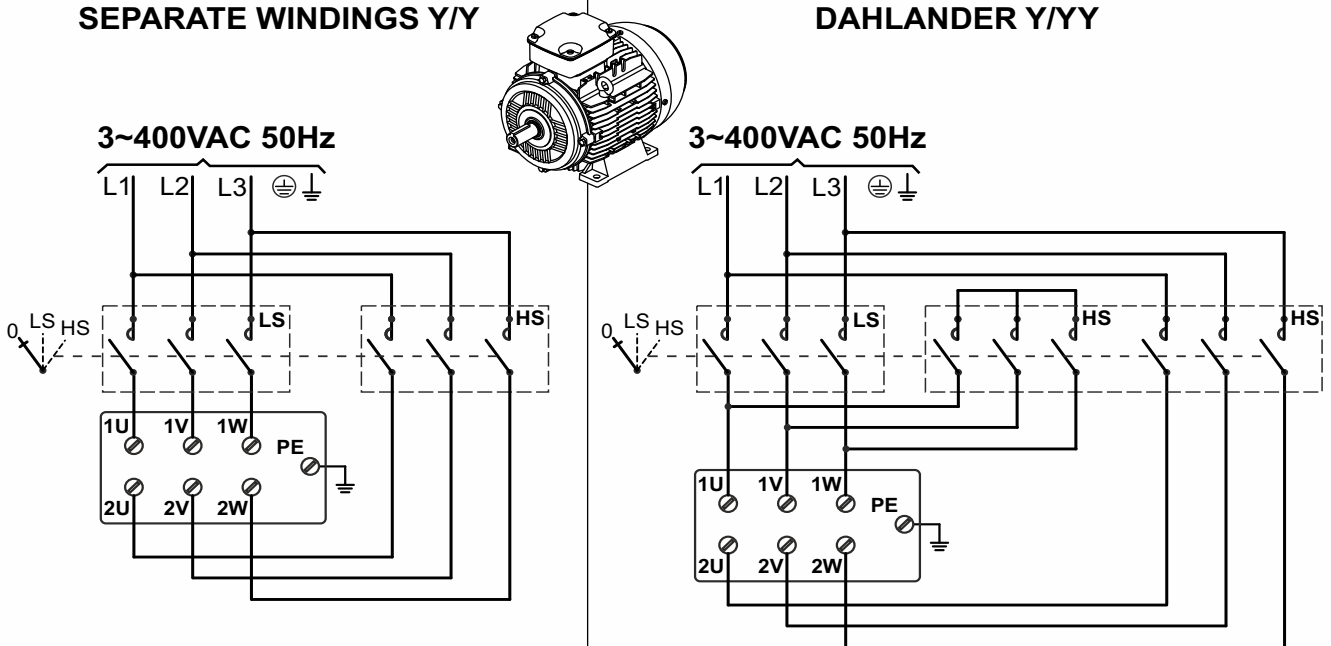 SEPARATE WINDINGS Y/Y
3~400VAC 50Hz
L1 L2 L3
0 LS HS
LS
HS
1U 1V 1W
PE
2U 2V 2W
DAHLANDER Y/YY
3~400VAC 50Hz
L1 L2 L3
0 LS HS
LS
HS
HS
1U 1V 1W
PE
2U 2V 2W